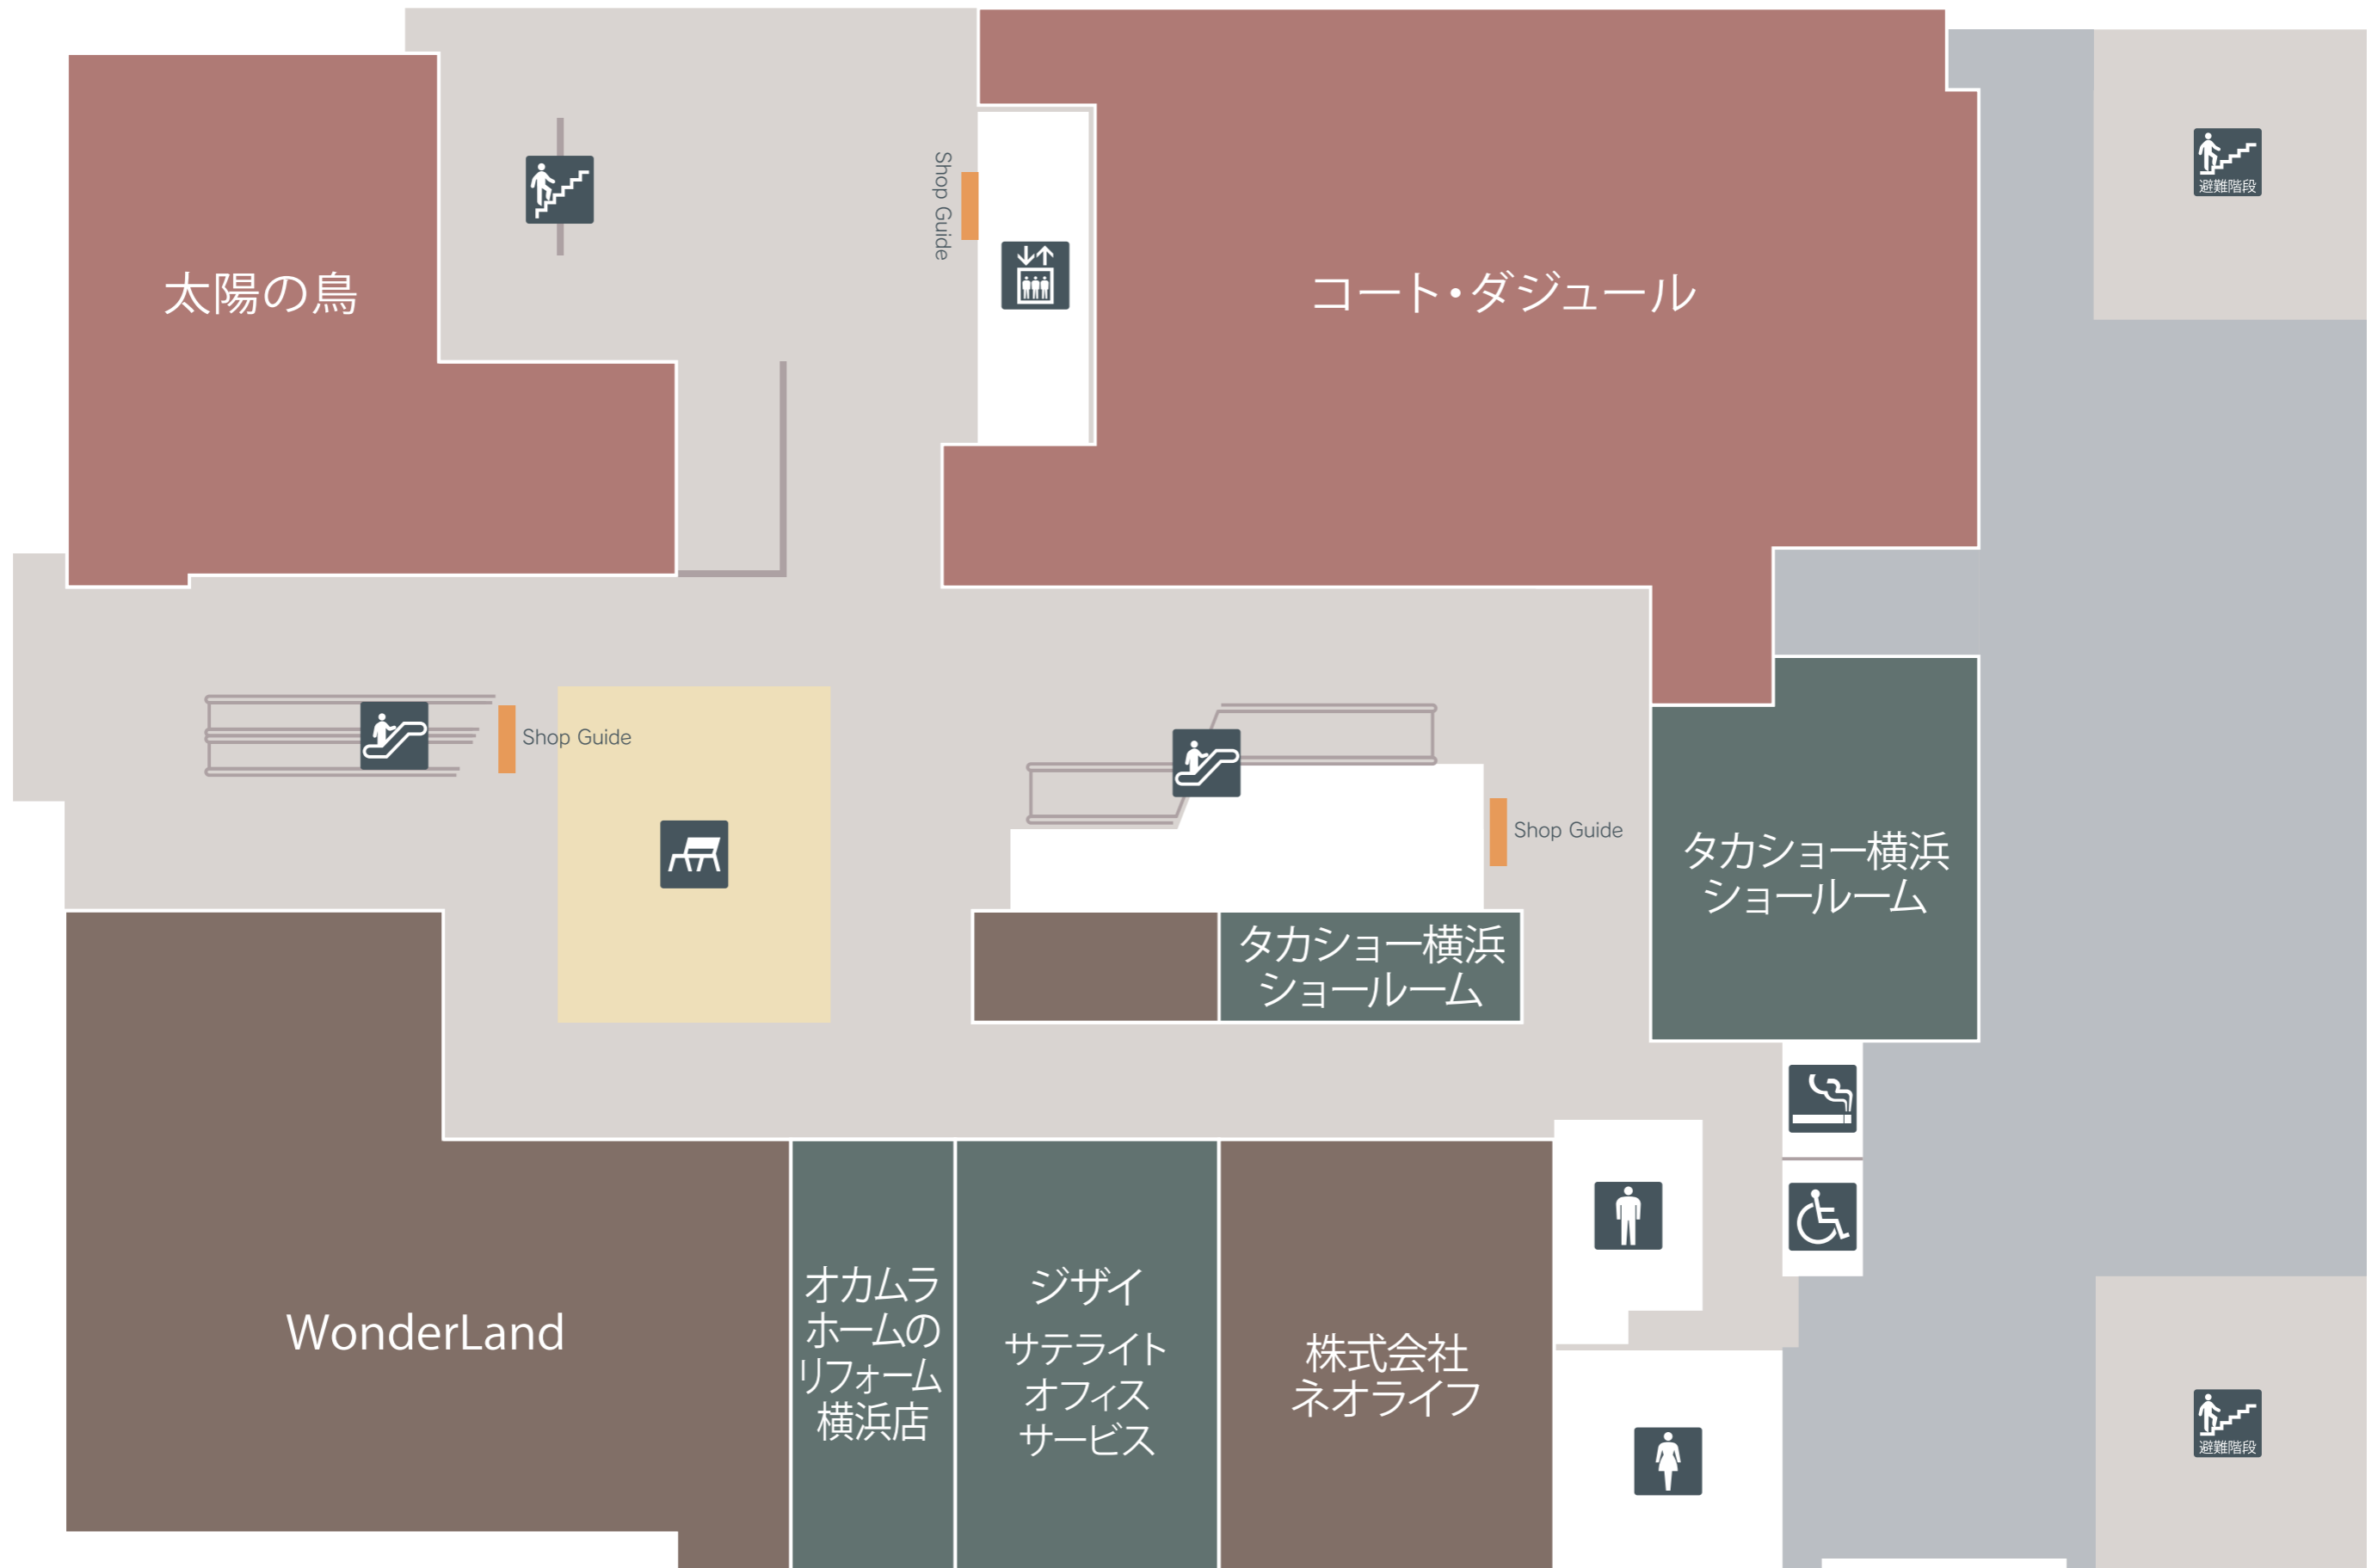 避難階段
Shop Guide
太陽の鳥
コート・ダジュール
Shop Guide
Shop Guide
タカショー横浜
ショールーム
タカショー横浜
ショールーム
WonderLand
オカムラ
ホームの
リフォーム
横浜店
ジザイ
サテライト
オフィス
サービス
株式会社
ネオライフ
避難階段